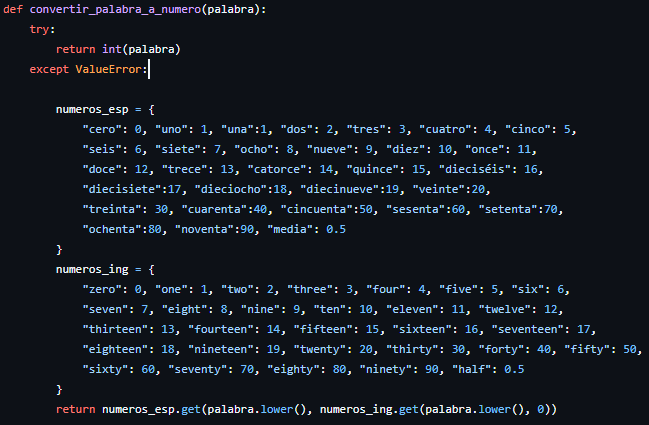 def convertir_palabra_a_numero(palabra):
    try:
        return int(palabra)
    except ValueError:
        numeros_esp = {
            "cero": 0, "uno": 1, "una":1, "dos": 2, "tres": 3, "cuatro": 4, "cinco": 5,
            "seis": 6, "siete": 7, "ocho": 8, "nueve": 9, "diez": 10, "once": 11,
            "doce": 12, "trece": 13, "catorce": 14, "quince": 15, "dieciséis": 16,
            "diecisiete":17, "dieciocho":18, "diecinueve":19, "veinte":20,
            "treinta": 30, "cuarenta":40, "cincuenta":50, "sesenta":60, "setenta":70,
            "ochenta":80, "noventa":90, "media": 0.5
        }
        numeros_ing = {
            "zero": 0, "one": 1, "two": 2, "three": 3, "four": 4, "five": 5, "six": 6,
            "seven": 7, "eight": 8, "nine": 9, "ten": 10, "eleven": 11, "twelve": 12,
            "thirteen": 13, "fourteen": 14, "fifteen": 15, "sixteen": 16, "seventeen": 17,
            "eighteen": 18, "nineteen": 19, "twenty": 20, "thirty": 30, "forty": 40, "fifty": 50,
            "sixty": 60, "seventy": 70, "eighty": 80, "ninety": 90, "half": 0.5
        }
        return numeros_esp.get(palabra.lower(), numeros_ing.get(palabra.lower(), 0))